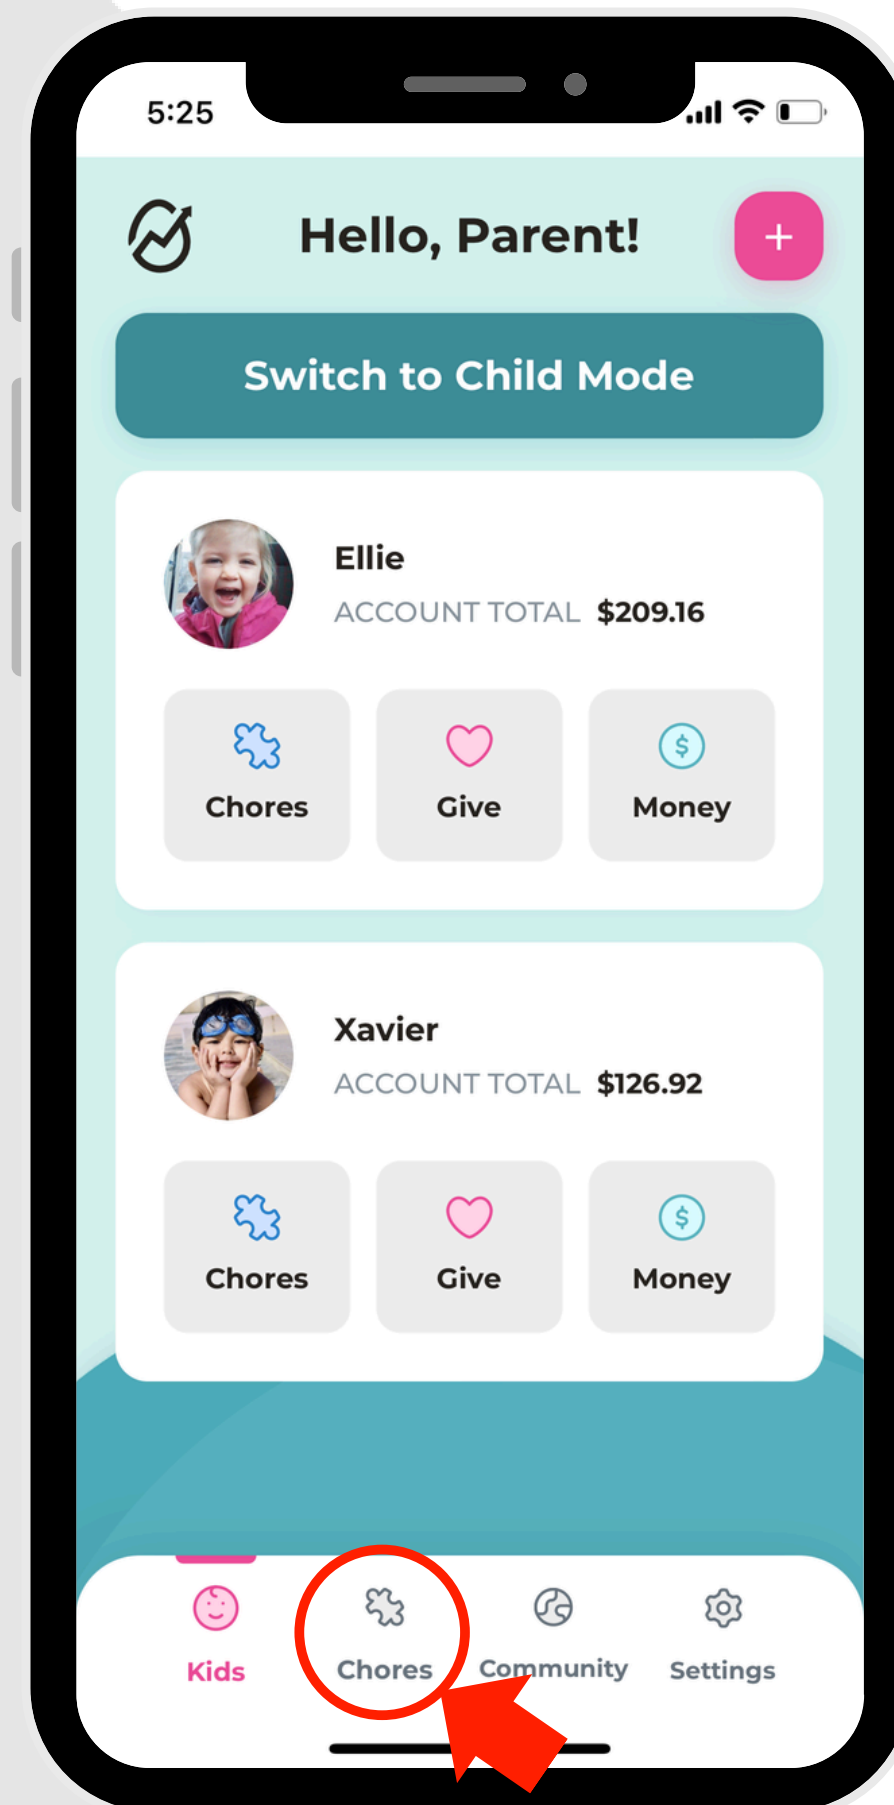 5:25
Hello, Parent!
+
Switch to Child Mode
Ellie
ACCOUNT TOTAL $209.16
Chores Give Money
Xavier
ACCOUNT TOTAL $126.92
Chores Give Money
Kids Chores Community Settings